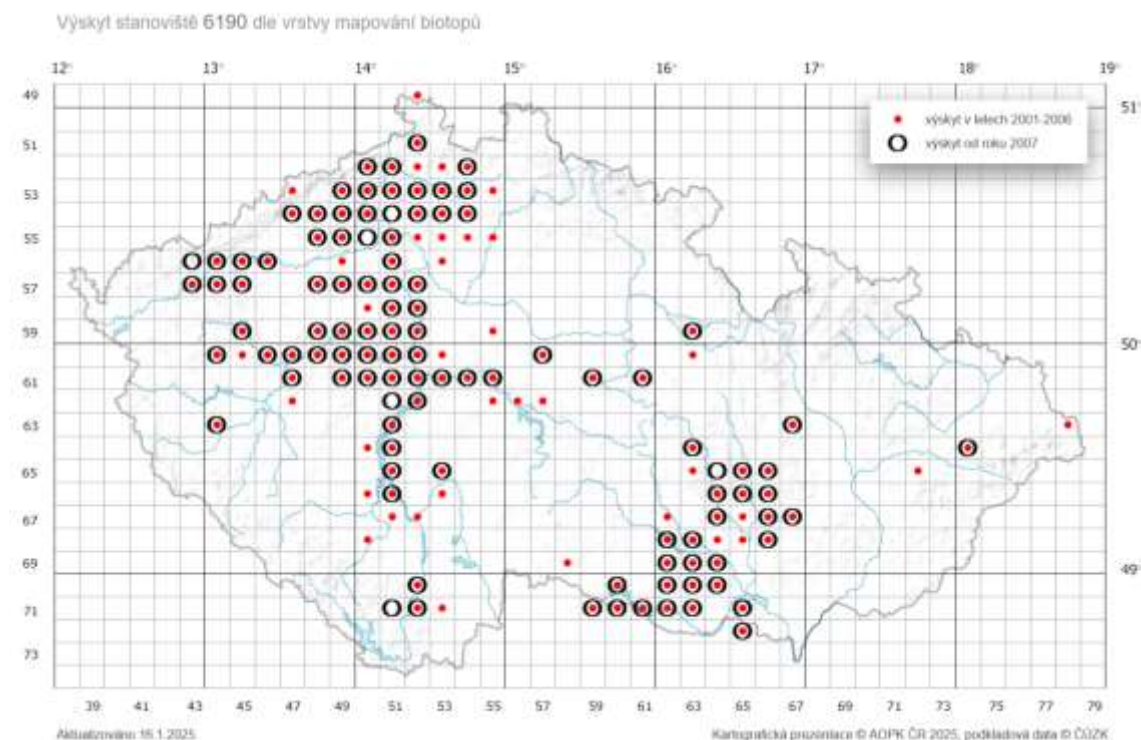 Výskyt stanoviště 6190 dle vrstvy mapování biotopů
12° 13° 14° 15° 16° 17° 18° 19°
49 51°
výskyt v letech 2001-2006
51
výskyt od roku 2007
53
55
57
59 50°
61
63
65
67
69 49°
71
73
39 41 43 45 47 49 51 53 55 57 59 61 63 65 67 69 71 73 75 77 79
Aktualizováno 16.1.2025 Kartografická prezentace © AOPK ČR 2025, podkladová data © ČÚZK